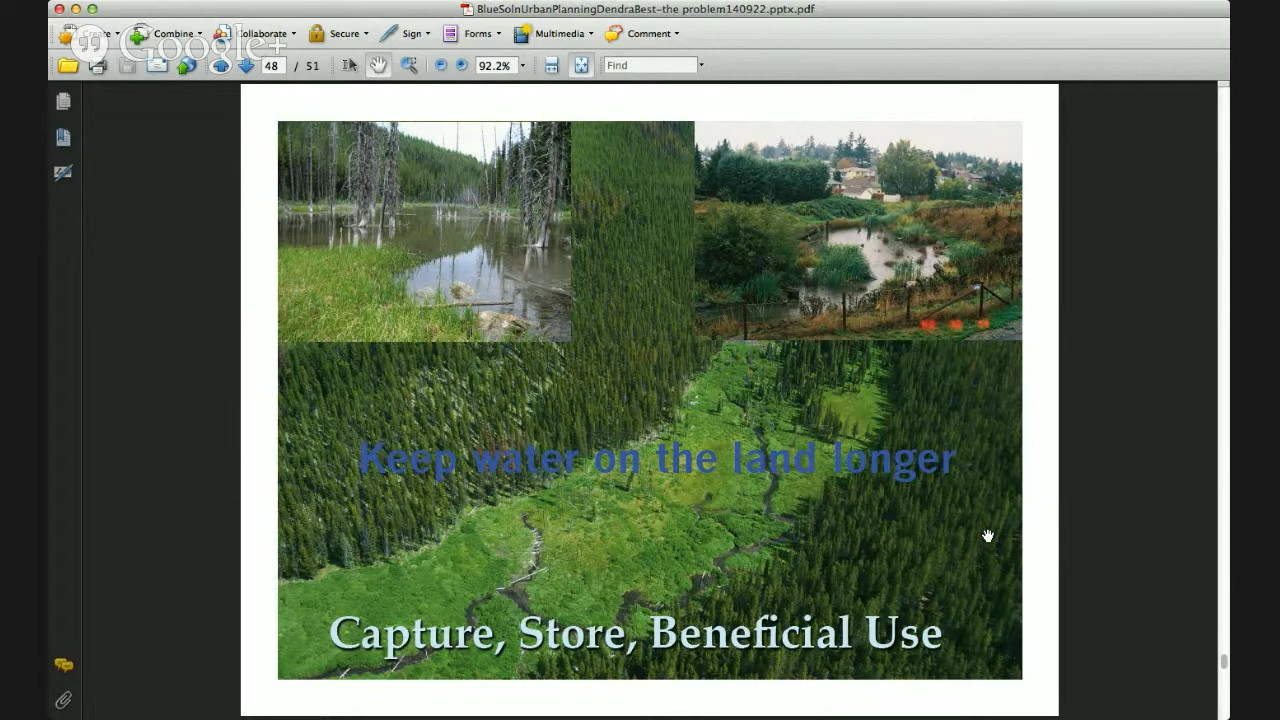 BlueSolnUrbanPlanningDendraBest-the problem140922.pptx.pdf
Create Combine Collaborate Secure Sign Forms Multimedia Comment
Google+
48 / 51 92.2% Find
Keep water on the land longer
Capture, Store, Beneficial Use